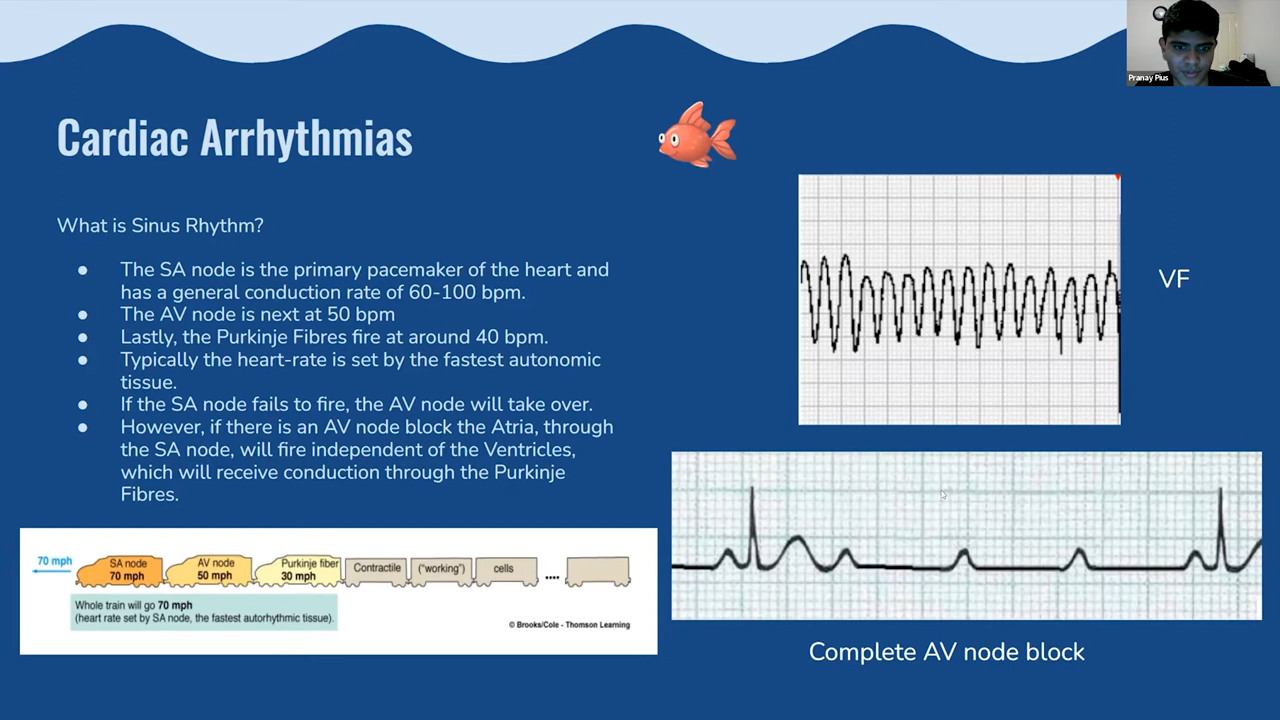 Pranay Pius
Cardiac Arrhythmias
What is Sinus Rhythm?
● The SA node is the primary pacemaker of the heart and
has a general conduction rate of 60-100 bpm.
● The AV node is next at 50 bpm
● Lastly, the Purkinje Fibres fire at around 40 bpm.
● Typically the heart-rate is set by the fastest autonomic
tissue.
● If the SA node fails to fire, the AV node will take over.
● However, if there is an AV node block the Atria, through
the SA node, will fire independent of the Ventricles,
which will receive conduction through the Purkinje
Fibres.
VF
70 mph
SA node
70 mph
AV node
50 mph
Purkinje fiber
30 mph
Contractile
("working")
cells
....
Whole train will go 70 mph
(heart rate set by SA node, the fastest autorhythmic tissue).
© Brooks/Cole - Thomson Learning
Complete AV node block